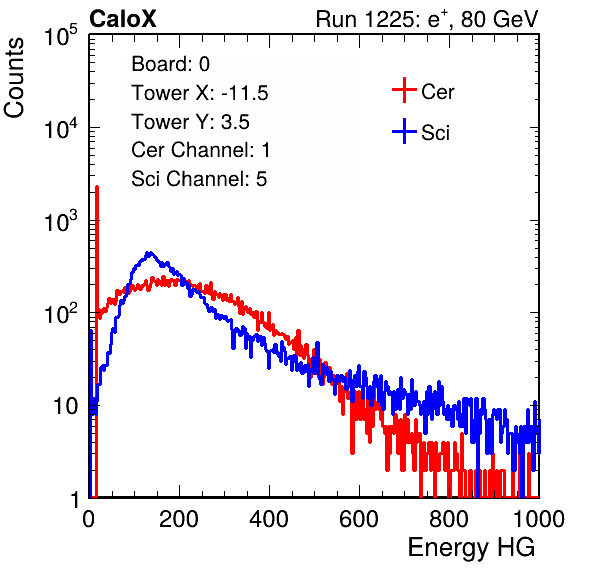 CaloX Run 1225: e⁺, 80 GeV
Counts
10⁵
10⁴
10³
10²
10
1
Board: 0
Tower X: -11.5
Tower Y: 3.5
Cer Channel: 1
Sci Channel: 5
Cer
Sci
0 200 400 600 800 1000
Energy HG